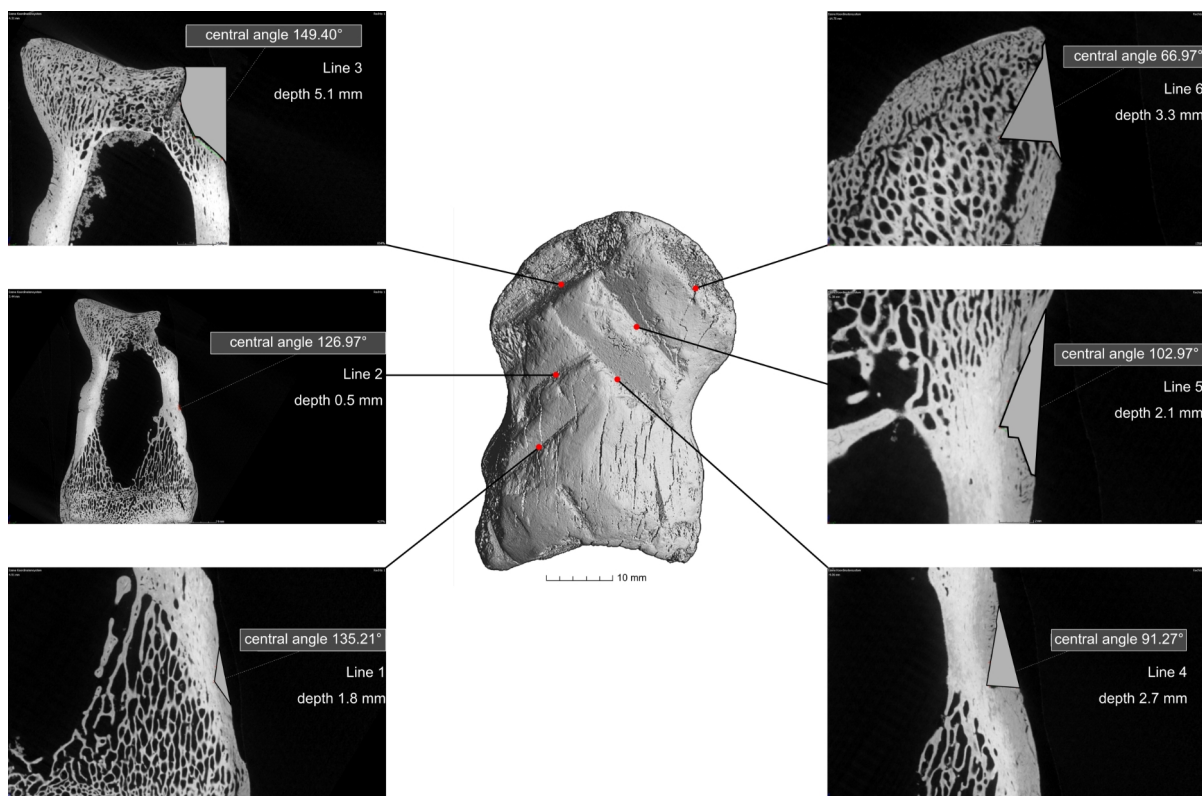 central angle 149.40°
Line 3
depth 5.1 mm
central angle 66.97°
Line 6
depth 3.3 mm
central angle 126.97°
Line 2
depth 0.5 mm
central angle 102.97°
Line 5
depth 2.1 mm
10 mm
central angle 135.21°
Line 1
depth 1.8 mm
central angle 91.27°
Line 4
depth 2.7 mm